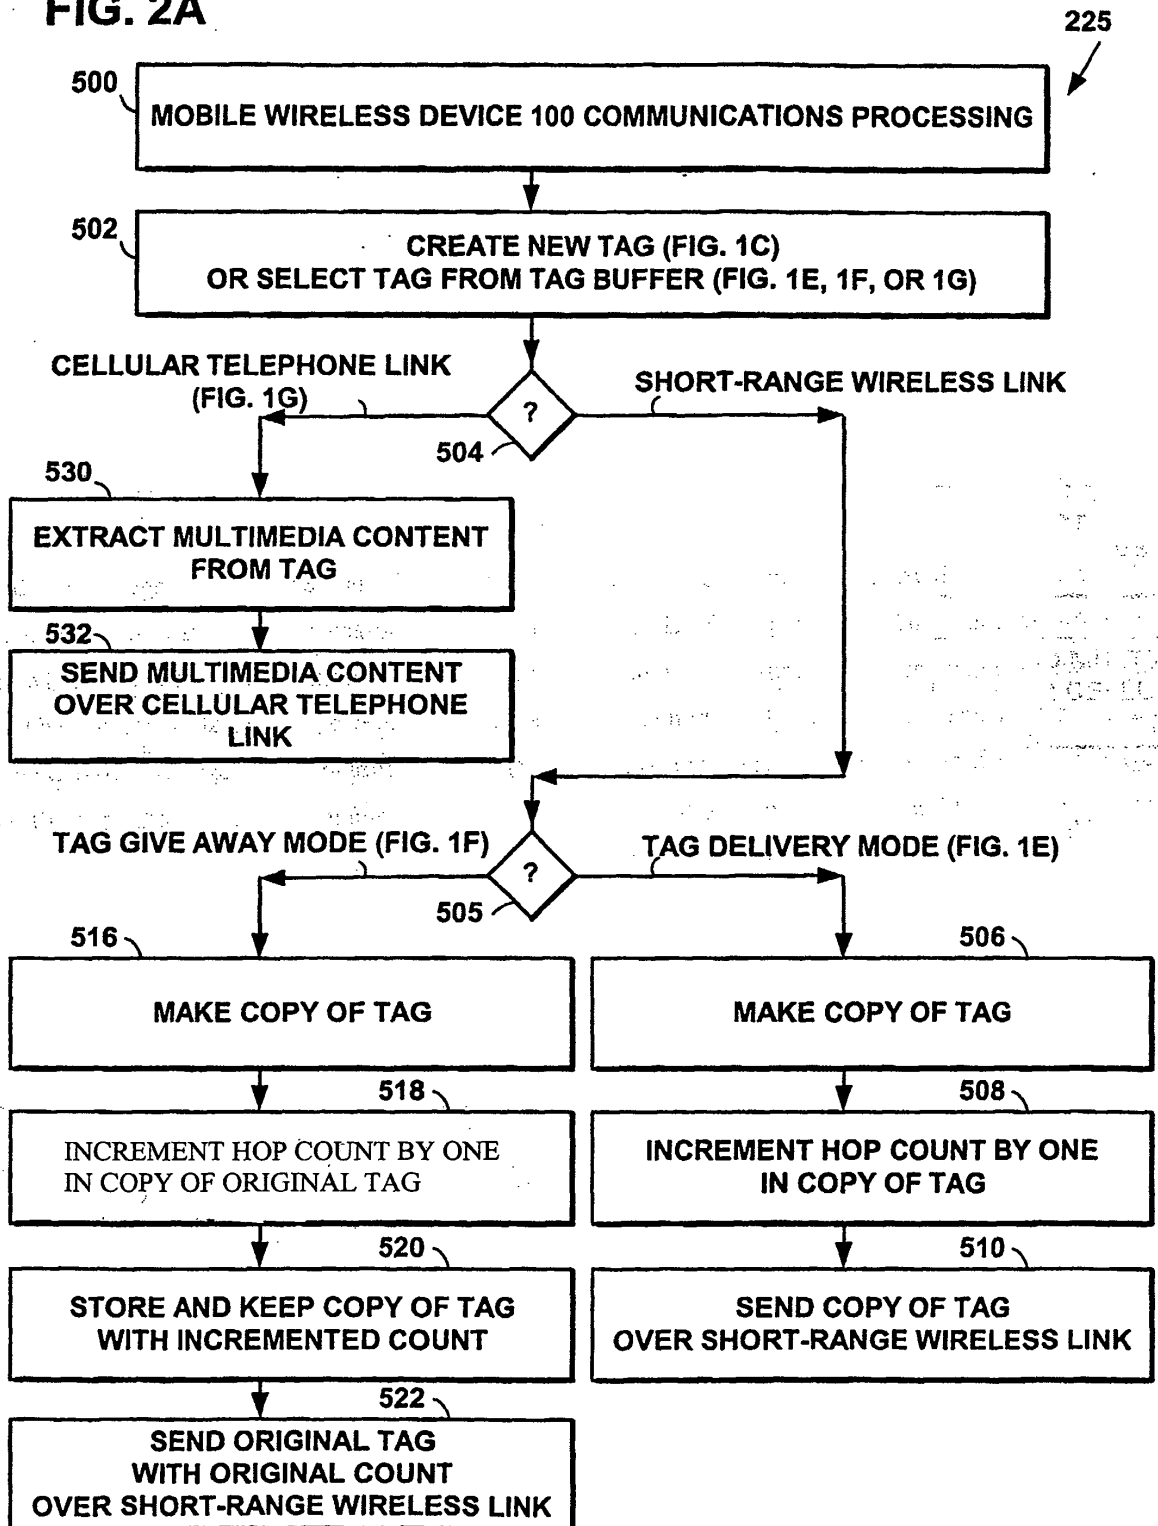 FIG. 2A
225
500
MOBILE WIRELESS DEVICE 100 COMMUNICATIONS PROCESSING
502
CREATE NEW TAG (FIG. 1C)
OR SELECT TAG FROM TAG BUFFER (FIG. 1E, 1F, OR 1G)
CELLULAR TELEPHONE LINK
(FIG. 1G)
SHORT-RANGE WIRELESS LINK
?
504
530
EXTRACT MULTIMEDIA CONTENT
FROM TAG
532
SEND MULTIMEDIA CONTENT
OVER CELLULAR TELEPHONE
LINK
TAG GIVE AWAY MODE (FIG. 1F)
TAG DELIVERY MODE (FIG. 1E)
?
505
516
MAKE COPY OF TAG
506
MAKE COPY OF TAG
518
INCREMENT HOP COUNT BY ONE
IN COPY OF ORIGINAL TAG
508
INCREMENT HOP COUNT BY ONE
IN COPY OF TAG
520
STORE AND KEEP COPY OF TAG
WITH INCREMENTED COUNT
510
SEND COPY OF TAG
OVER SHORT-RANGE WIRELESS LINK
522
SEND ORIGINAL TAG
WITH ORIGINAL COUNT
OVER SHORT-RANGE WIRELESS LINK